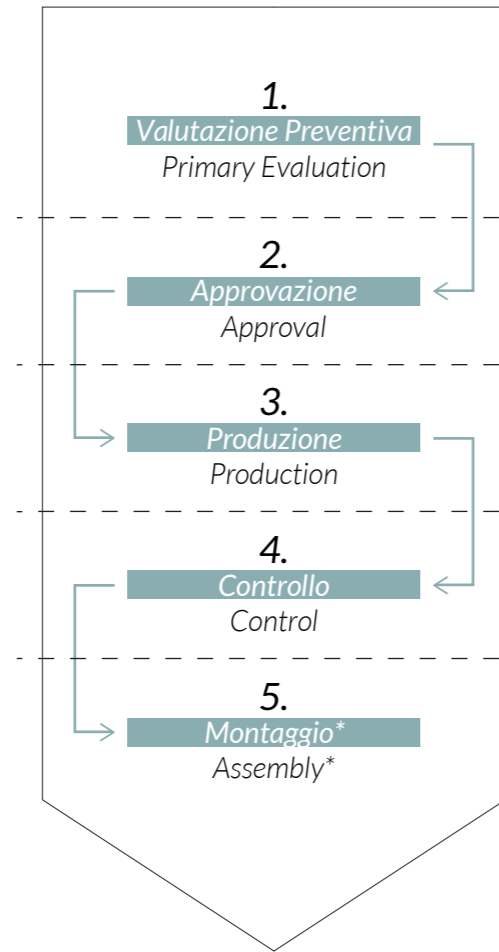 1.
Valutazione Preventiva
Primary Evaluation
2.
Approvazione
Approval
3.
Produzione
Production
4.
Controllo
Control
5.
Montaggio*
Assembly*